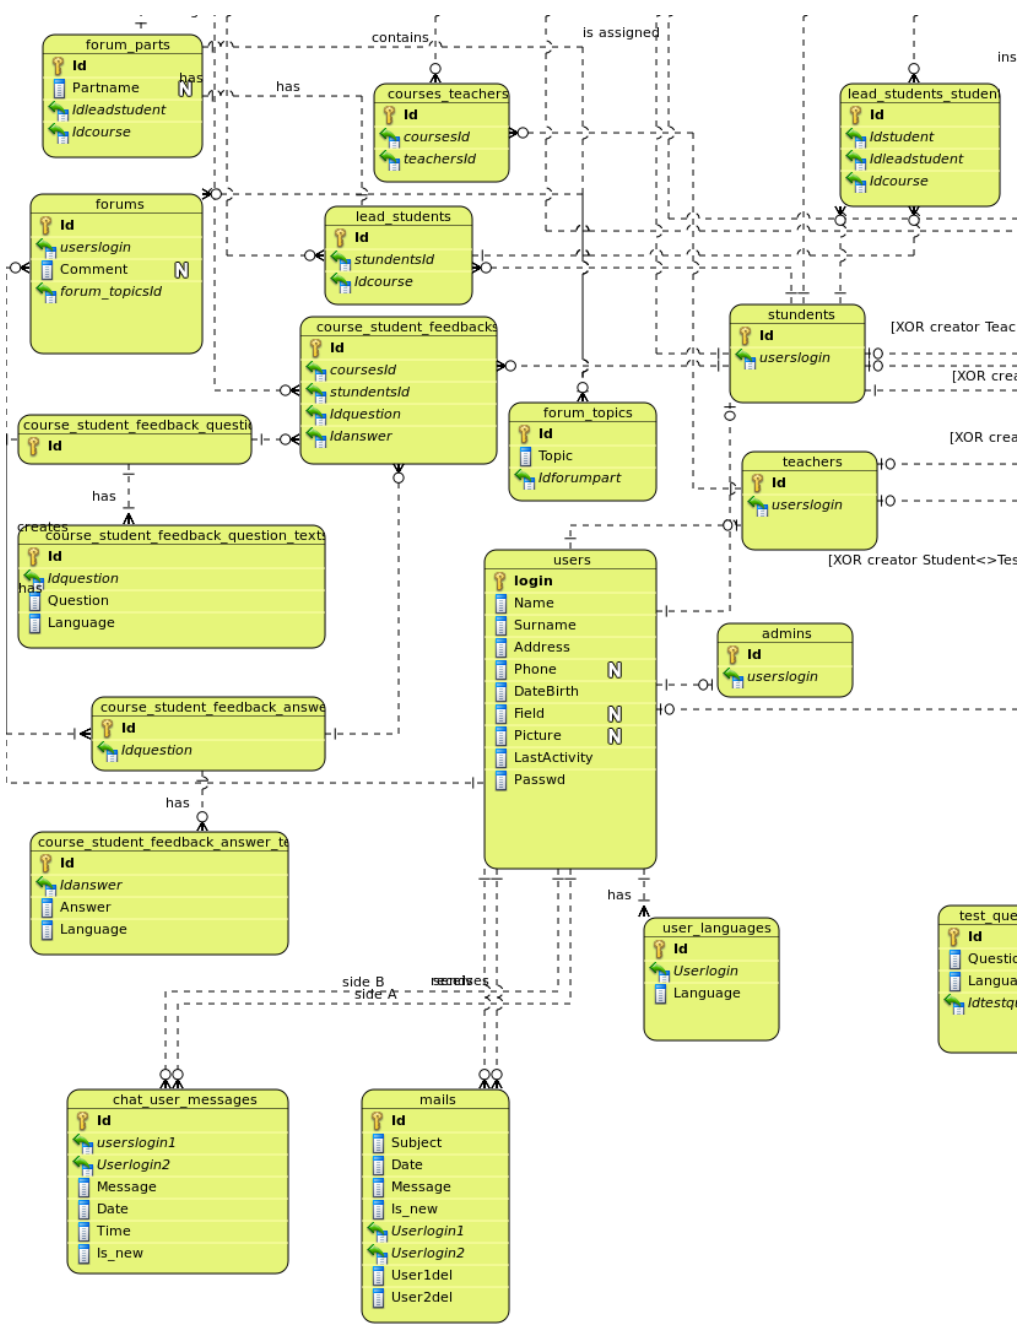 contains
is assigned
ins
forum_parts
Id
Partname
N
Idleadstudent
Idcourse
has
has
courses_teachers
Id
coursesId
teachersId
lead_students_student
Id
Idstudent
Idleadstudent
Idcourse
forums
Id
userslogin
Comment
N
forum_topicsId
lead_students
Id
stundentsId
Idcourse
course_student_feedbacks
Id
coursesId
stundentsId
Idquestion
Idanswer
stundents
Id
userslogin
[XOR creator Teac
[XOR crea
[XOR crea
course_student_feedback_questio
Id
forum_topics
Id
Topic
Idforumpart
teachers
Id
userslogin
has
creates
course_student_feedback_question_texts
Id
Idquestion
has
Question
Language
[XOR creator Student<>Tes
users
login
Name
Surname
Address
Phone
N
DateBirth
Field
N
Picture
N
LastActivity
Passwd
admins
Id
userslogin
course_student_feedback_answe
Id
Idquestion
has
course_student_feedback_answer_te
Id
Idanswer
Answer
Language
has
user_languages
Id
Userlogin
Language
test_que
Id
Questio
Langua
Idtestqu
side B
side A
chat_user_messages
Id
userslogin1
Userlogin2
Message
Date
Time
Is_new
mails
Id
Subject
Date
Message
Is_new
Userlogin1
Userlogin2
User1del
User2del